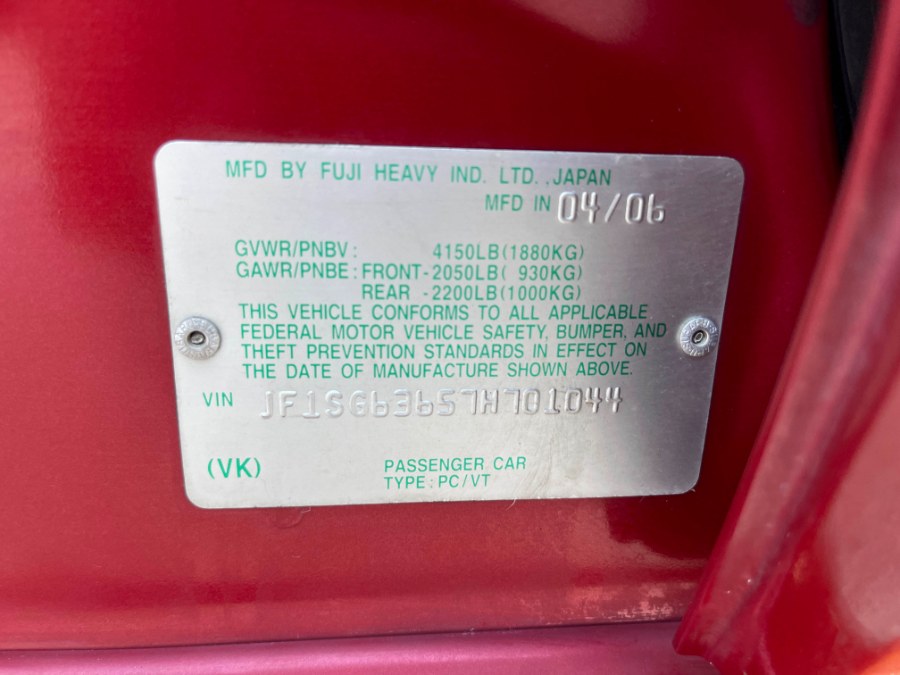 MFD BY FUJI HEAVY IND. LTD.,JAPAN
MFD IN 04/06
GVWR/PNBV: 4150LB(1880KG)
GAWR/PNBE: FRONT-2050LB( 930KG)
REAR -2200LB(1000KG)
THIS VEHICLE CONFORMS TO ALL APPLICABLE
FEDERAL MOTOR VEHICLE SAFETY, BUMPER, AND
THEFT PREVENTION STANDARDS IN EFFECT ON
THE DATE OF MANUFACTURE SHOWN ABOVE.
VIN JF1SG63657H701044
(VK) PASSENGER CAR
TYPE: PC/VT